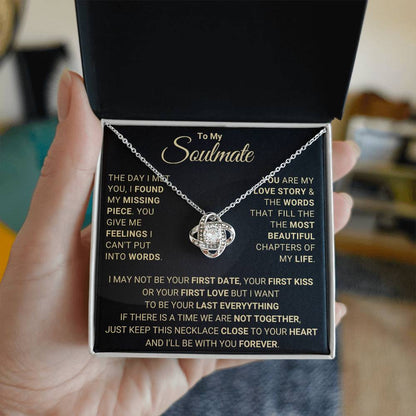 To My
Soulmate
THE DAY I MET
YOU, I FOUND
MY MISSING
PIECE. YOU
GIVE ME
FEELINGS I
CAN'T PUT
INTO WORDS.
YOU ARE MY
LOVE STORY &
THE WORDS
THAT FILL THE
THE MOST
BEAUTIFUL
CHAPTERS OF
MY LIFE.
I MAY NOT BE YOUR FIRST DATE, YOUR FIRST KISS
OR YOUR FIRST LOVE BUT I WANT
TO BE YOUR LAST EVERYYTHING
IF THERE IS A TIME WE ARE NOT TOGETHER,
JUST KEEP THIS NECKLACE CLOSE TO YOUR HEART
AND I'LL BE WITH YOU FOREVER.